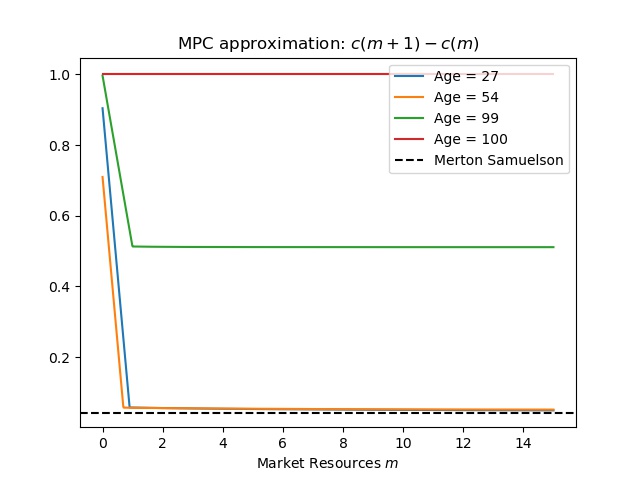 MPC approximation: c(m + 1) − c(m)
Age = 27
Age = 54
Age = 99
Age = 100
Merton Samuelson
1.0
0.8
0.6
0.4
0.2
0 2 4 6 8 10 12 14
Market Resources m